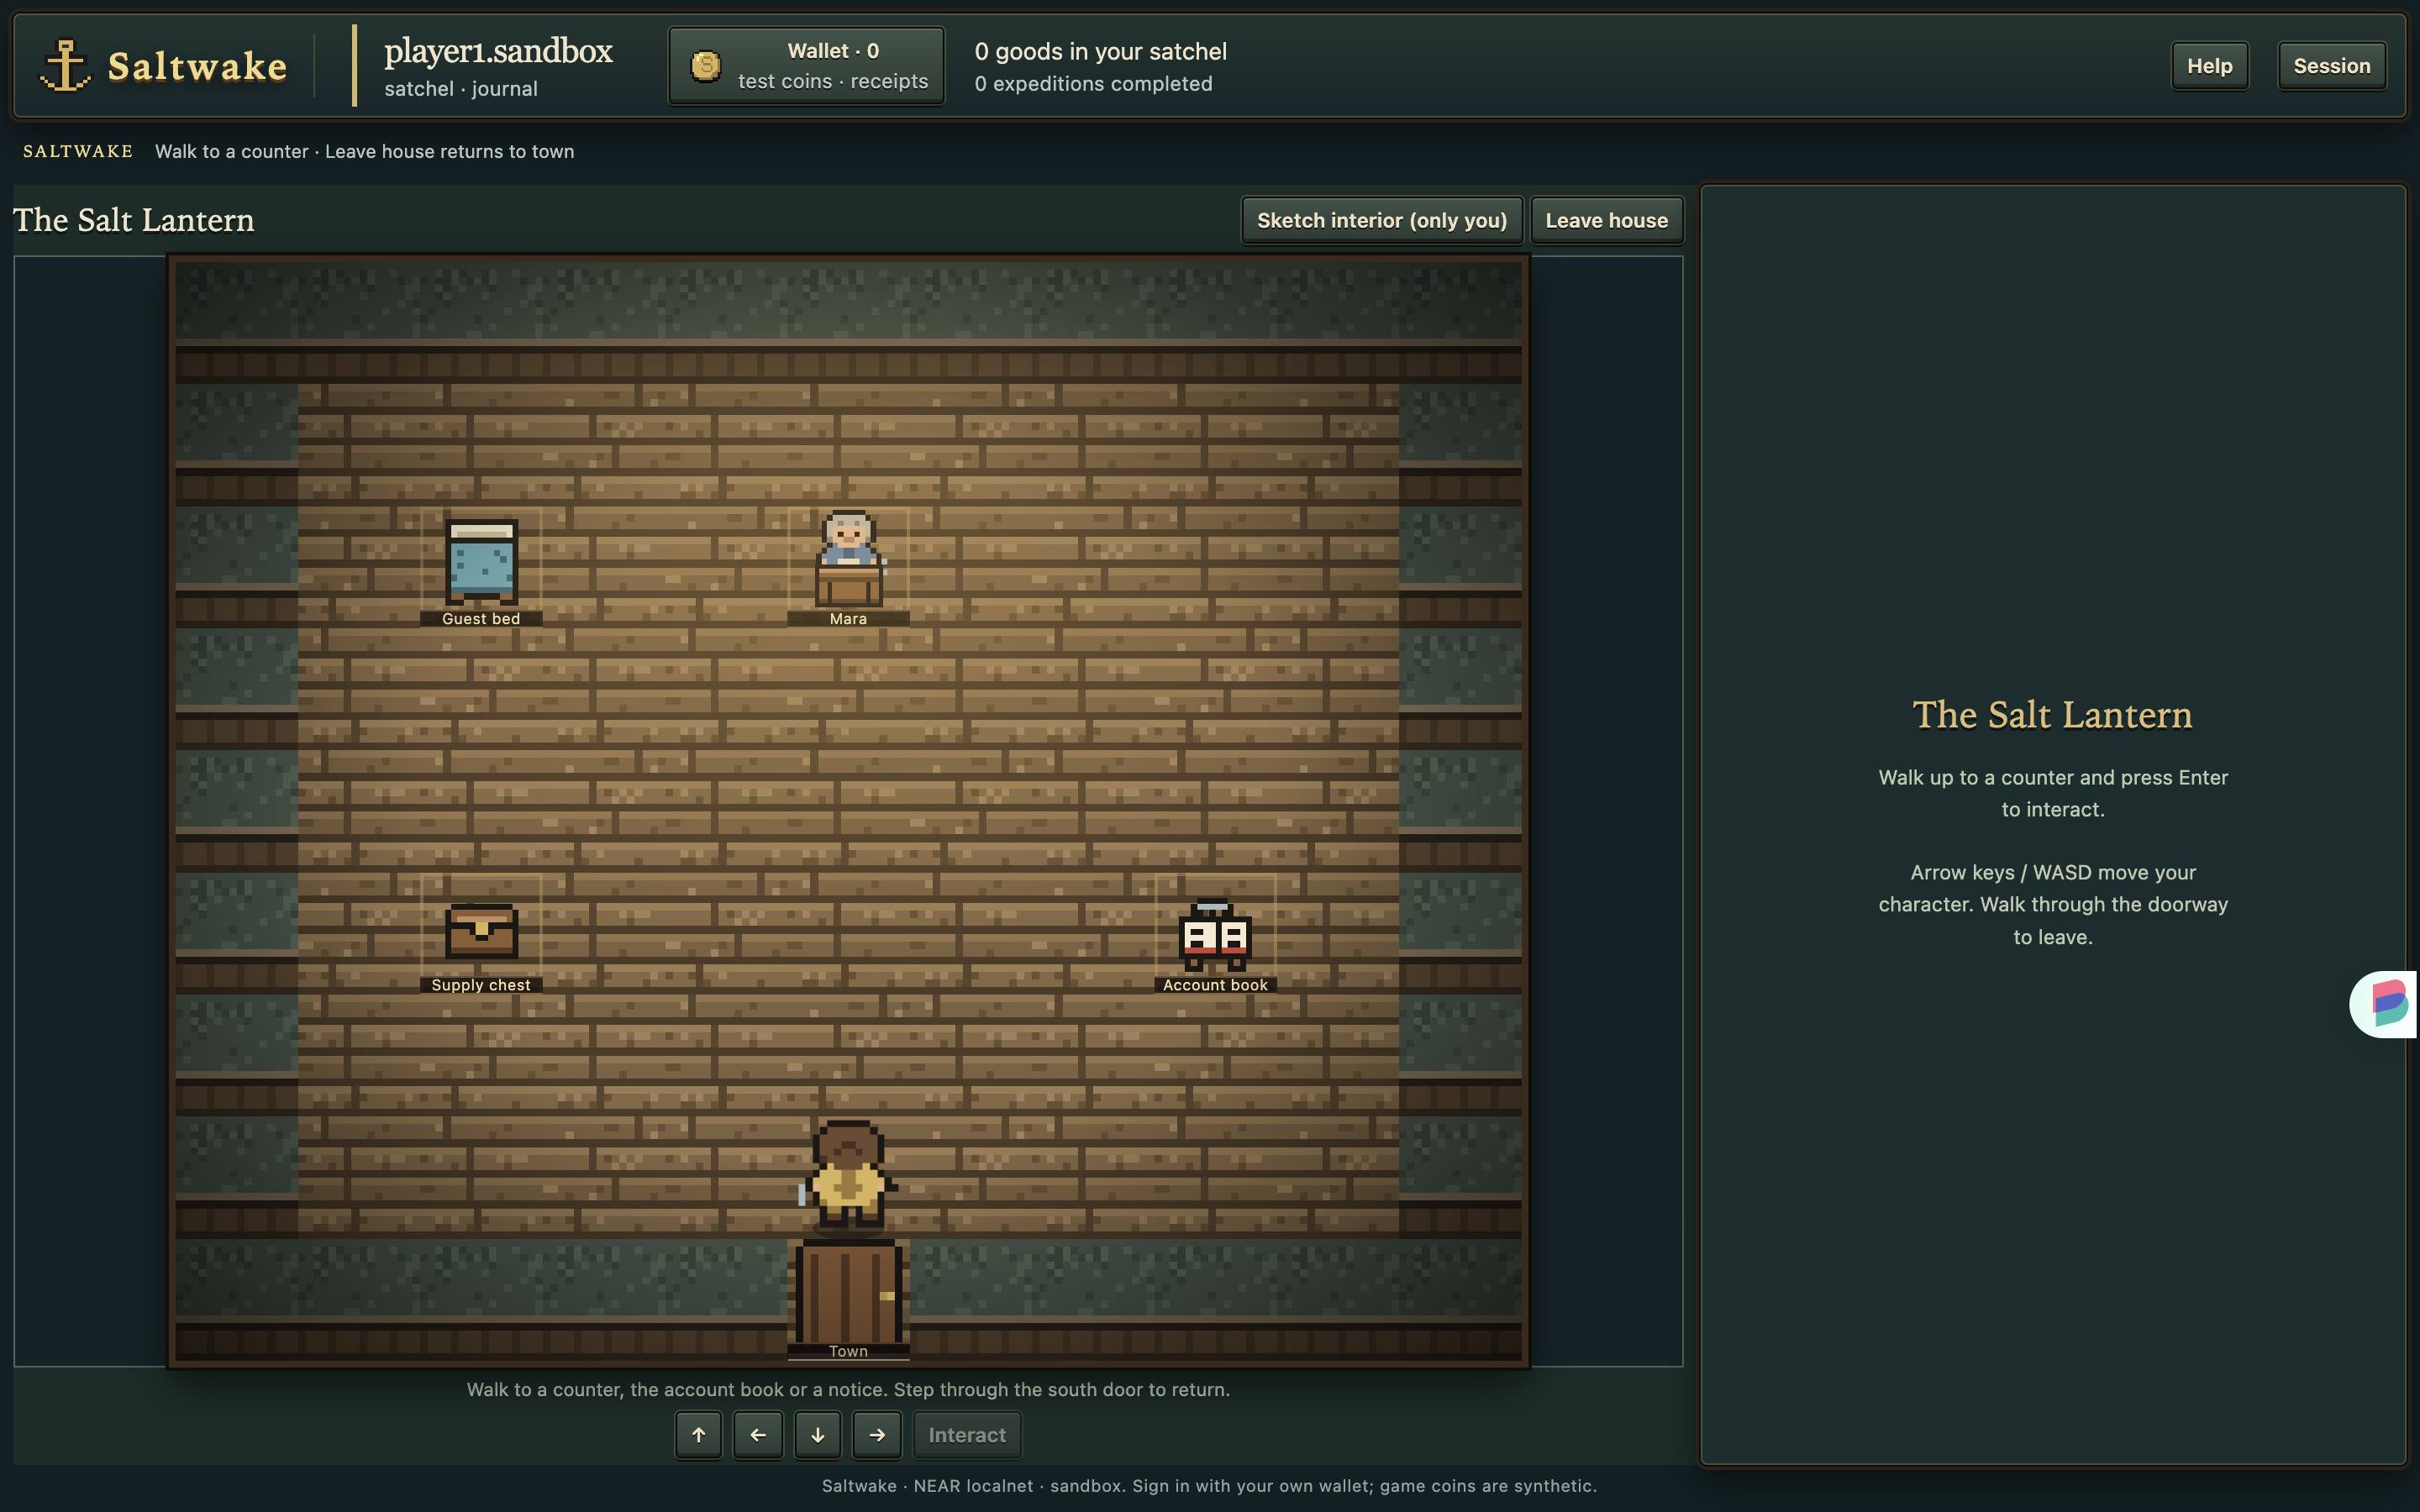 Saltwake
player1.sandbox
satchel · journal
Wallet · 0
test coins · receipts
0 goods in your satchel
0 expeditions completed
Help
Session
SALTWAKE
Walk to a counter · Leave house returns to town
The Salt Lantern
Sketch interior (only you)
Leave house
Guest bed
Mara
Supply chest
Account book
Town
Walk to a counter, the account book or a notice. Step through the south door to return.
↑
←
↓
→
Interact
The Salt Lantern
Walk up to a counter and press Enter
to interact.
Arrow keys / WASD move your
character. Walk through the doorway
to leave.
Saltwake · NEAR localnet · sandbox. Sign in with your own wallet; game coins are synthetic.